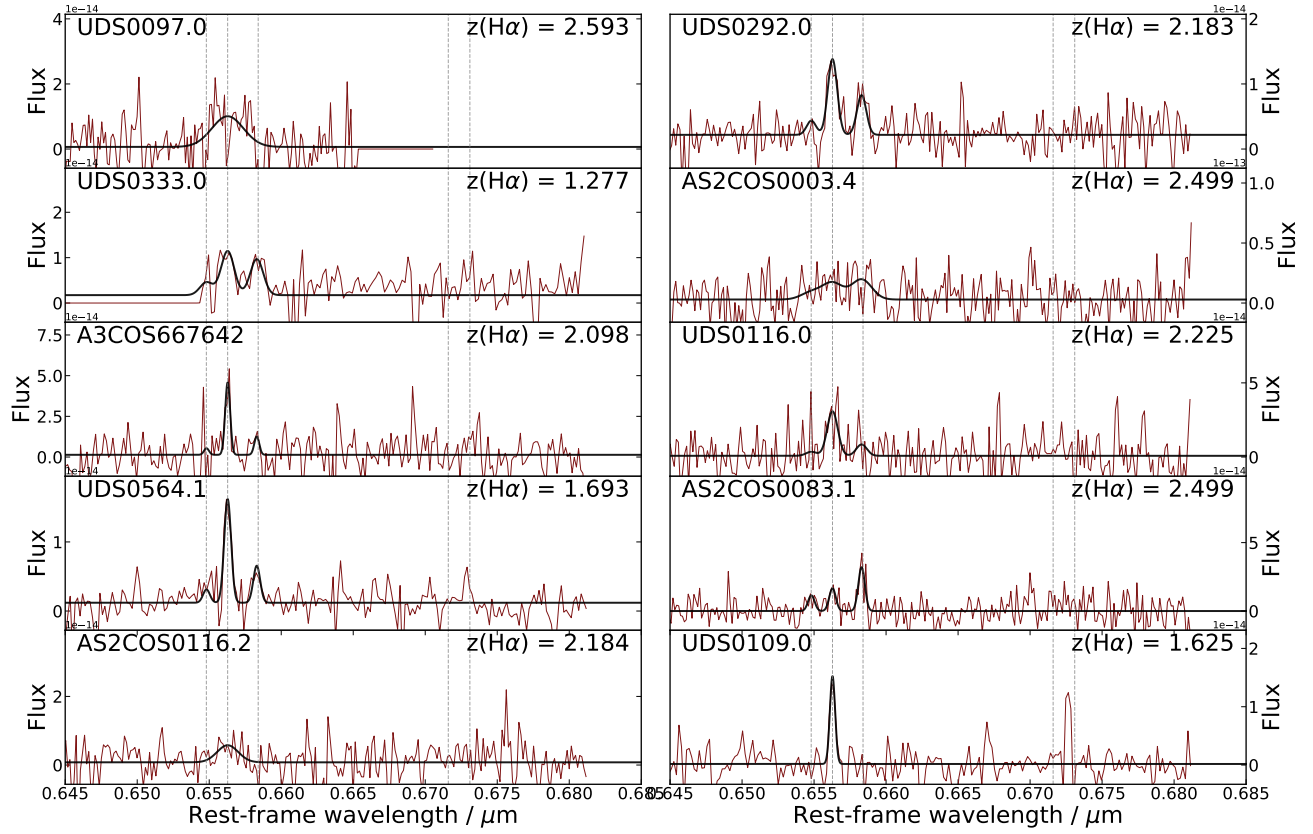 1e−14
UDS0097.0 z(Hα) = 2.593
4
2
0
Flux
1e−14
UDS0333.0 z(Hα) = 1.277
2
1
0
Flux
1e−14
A3COS667642 z(Hα) = 2.098
7.5
5.0
2.5
0.0
Flux
1e−14
UDS0564.1 z(Hα) = 1.693
1
0
Flux
1e−14
AS2COS0116.2 z(Hα) = 2.184
2
0
Flux
0.645 0.650 0.655 0.660 0.665 0.670 0.675 0.680
Rest-frame wavelength / μm
1e−14
UDS0292.0 z(Hα) = 2.183
2
1
0
Flux
1e−13
AS2COS0003.4 z(Hα) = 2.499
1.0
0.5
0.0
Flux
1e−14
UDS0116.0 z(Hα) = 2.225
5
0
Flux
1e−14
AS2COS0083.1 z(Hα) = 2.499
5
0
Flux
1e−14
UDS0109.0 z(Hα) = 1.625
2
1
0
Flux
0.650 0.655 0.660 0.665 0.670 0.675 0.680 0.685
Rest-frame wavelength / μm